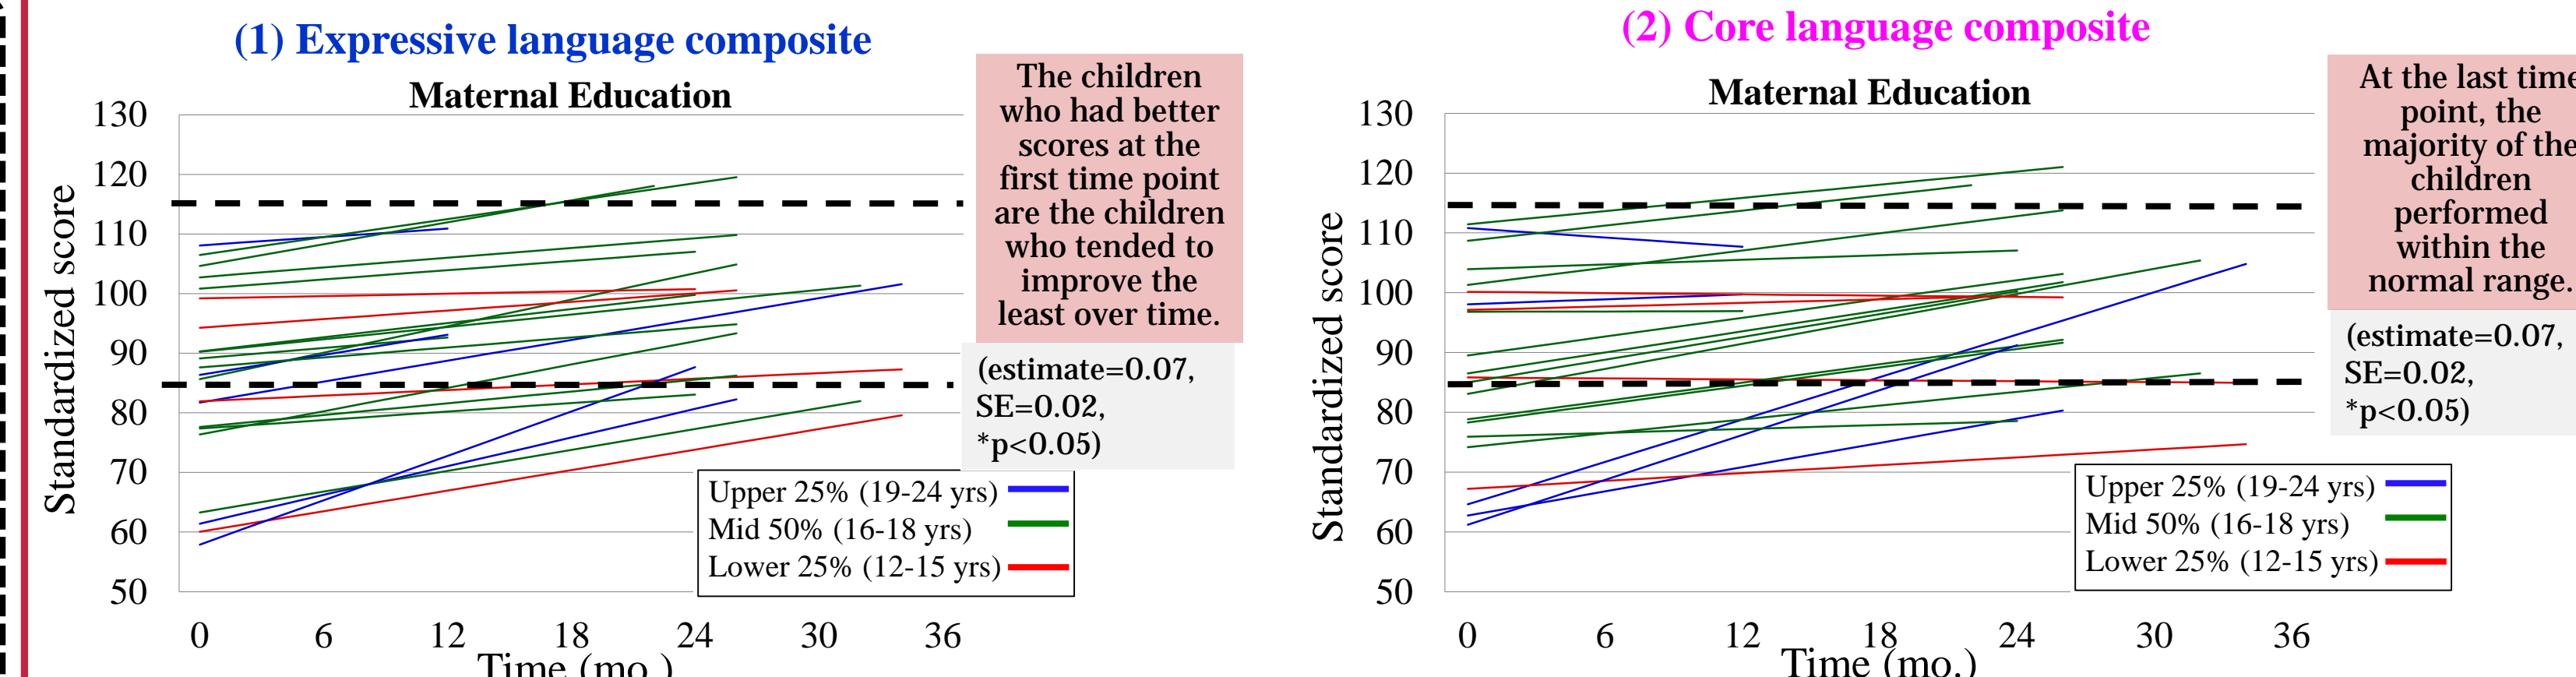 (1) Expressive language composite
Maternal Education
Standardized score
130
120
110
100
90
80
70
60
50
0 6 12 18 24 30 36
Time (mo.)
Upper 25% (19-24 yrs)
Mid 50% (16-18 yrs)
Lower 25% (12-15 yrs)
The children
who had better
scores at the
first time point
are the children
who tended to
improve the
least over time.
(estimate=0.07,
SE=0.02,
*p<0.05)
(2) Core language composite
Maternal Education
Standardized score
130
120
110
100
90
80
70
60
50
0 6 12 18 24 30 36
Time (mo.)
Upper 25% (19-24 yrs)
Mid 50% (16-18 yrs)
Lower 25% (12-15 yrs)
At the last time
point, the
majority of the
children
performed
within the
normal range.
(estimate=0.07,
SE=0.02,
*p<0.05)